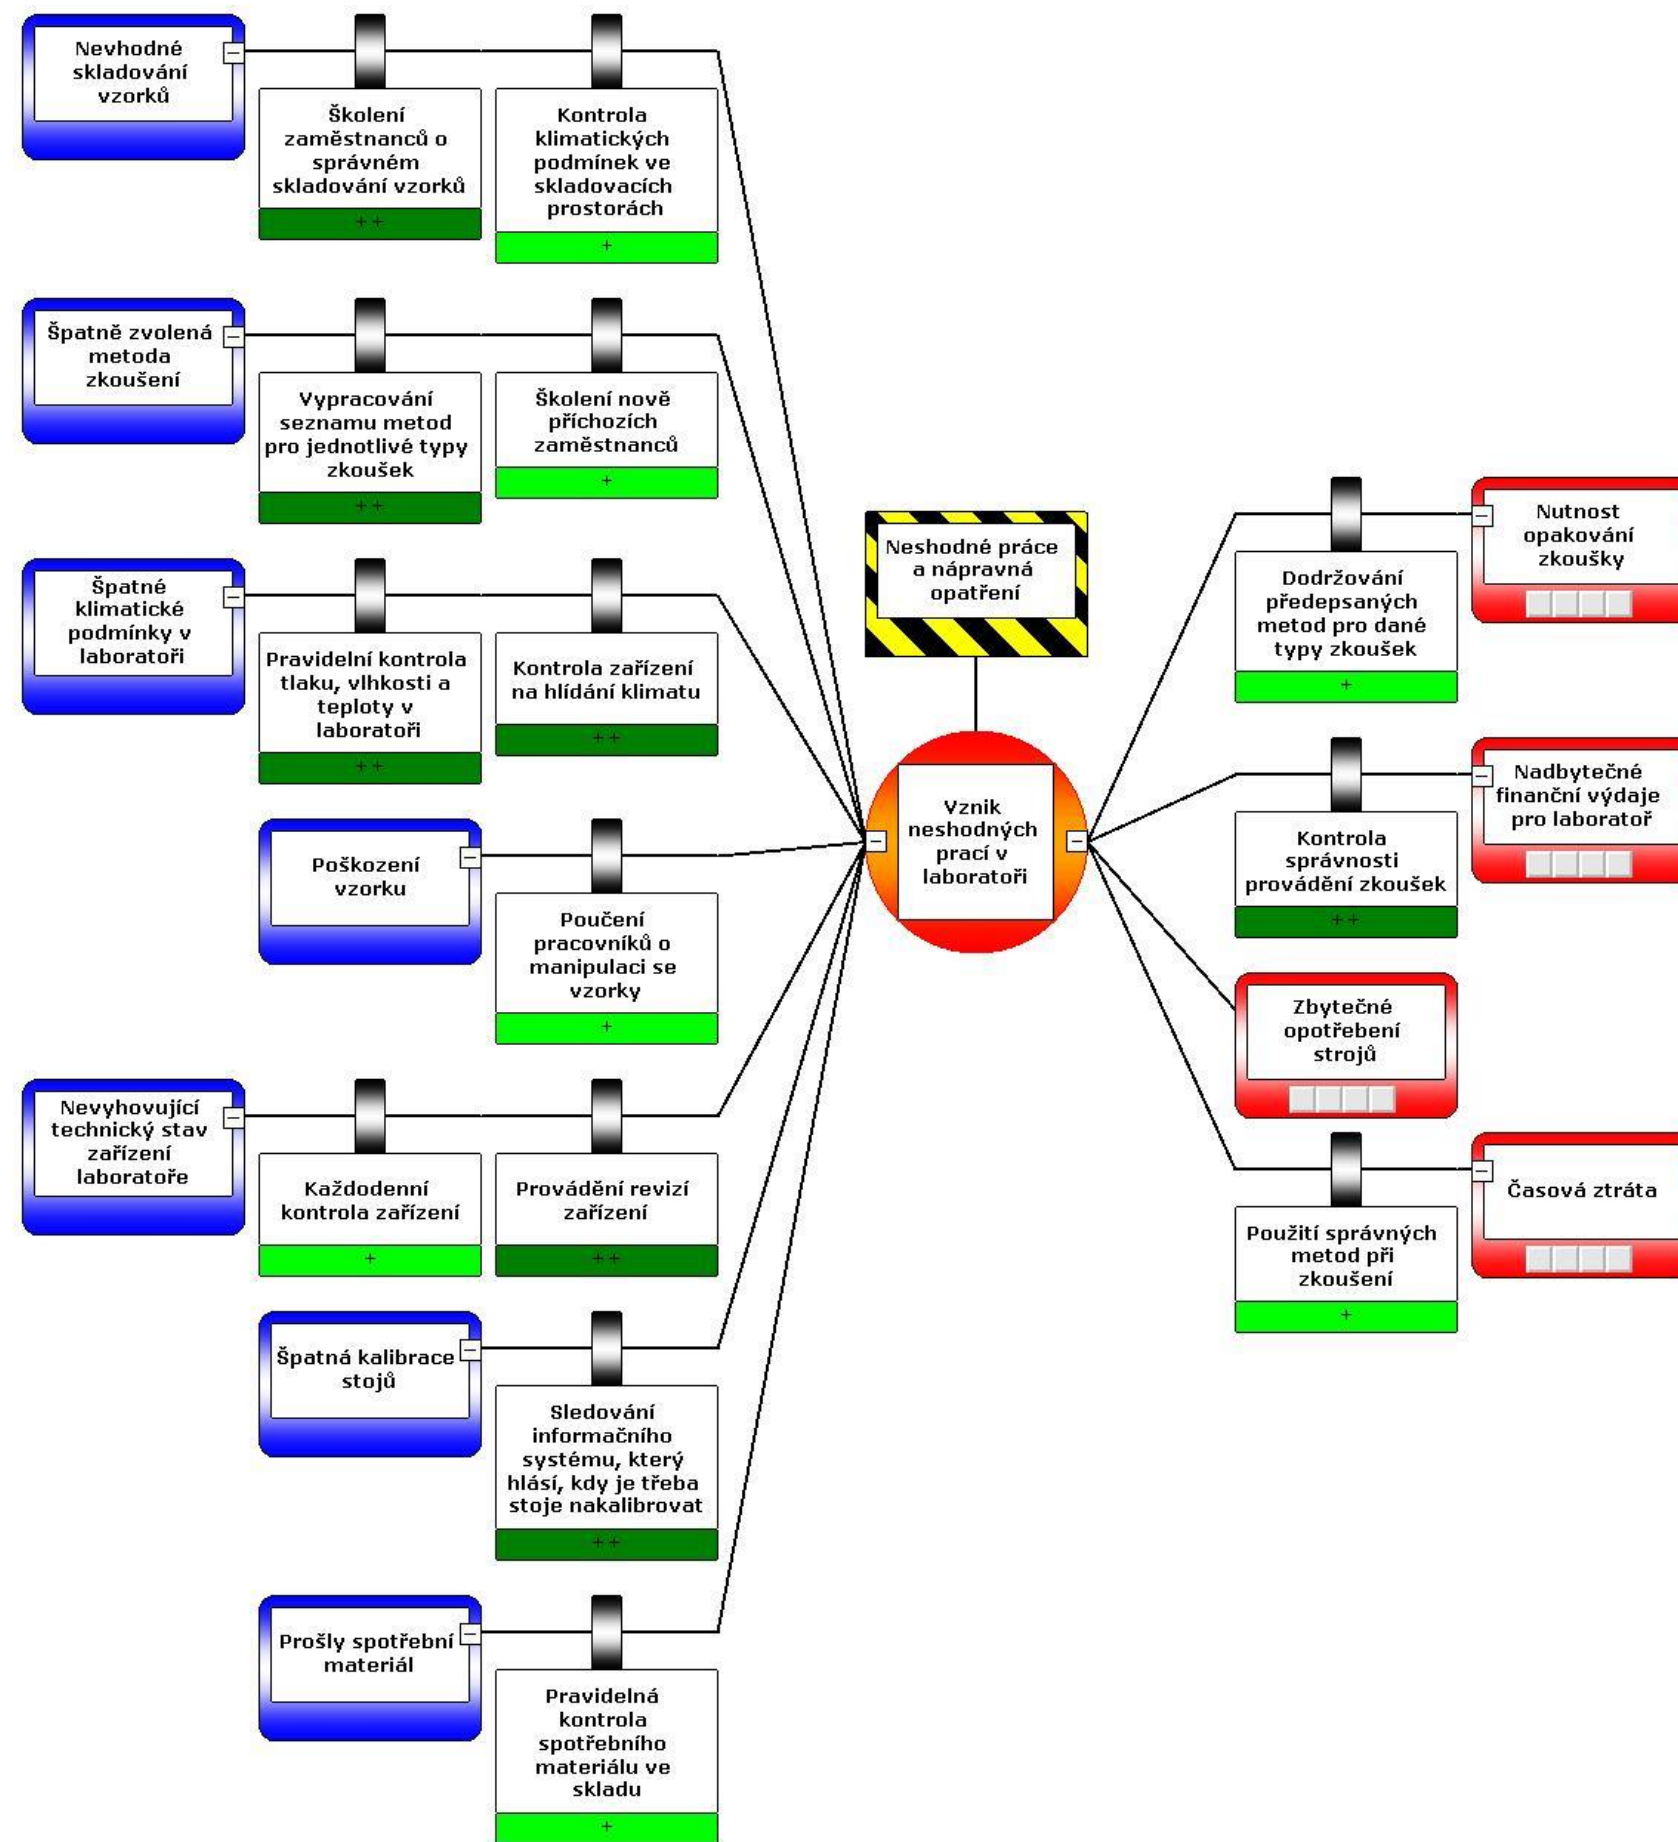 Nevhodné
skladování
vzorků
Školení
zaměstnanců o
správném
skladování vzorků
++
Kontrola
klimatických
podmínek ve
skladovacích
prostorách
+
Špatně zvolená
metoda
zkoušení
Vypracování
seznamu metod
pro jednotlivé typy
zkoušek
++
Školení nově
příchozích
zaměstnanců
+
Špatné
klimatické
podmínky v
laboratoři
Pravidelní kontrola
tlaku, vlhkosti a
teploty v
laboratoři
++
Kontrola zařízení
na hlídání klimatu
++
Poškození
vzorku
Poučení
pracovníků o
manipulaci se
vzorky
+
Nevyhovující
technický stav
zařízení
laboratoře
Každodenní
kontrola zařízení
+
Provádění revizí
zařízení
++
Špatná kalibrace
stojů
Sledování
informačního
systému, který
hlásí, kdy je třeba
stoje nakalibrovat
++
Prošly spotřební
materiál
Pravidelná
kontrola
spotřebního
materiálu ve
skladu
+
Neshodné práce
a nápravná
opatření
Vznik
neshodných
prací v
laboratoři
Dodržování
předepsaných
metod pro dané
typy zkoušek
+
Nutnost
opakování
zkoušky
Kontrola
správnosti
provádění zkoušek
++
Nadbytečné
finanční výdaje
pro laboratoř
Zbytečné
opotřebení
strojů
Použití správných
metod při
zkoušení
+
Časová ztráta